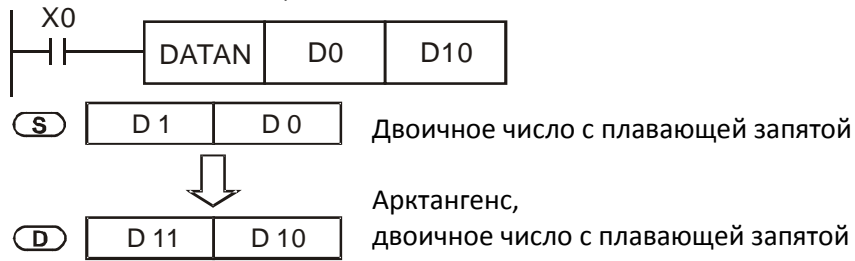 X0
DATAN D0 D10
S D 1 D 0 Двоичное число с плавающей запятой
Арктангенс,
D D 11 D 10 двоичное число с плавающей запятой